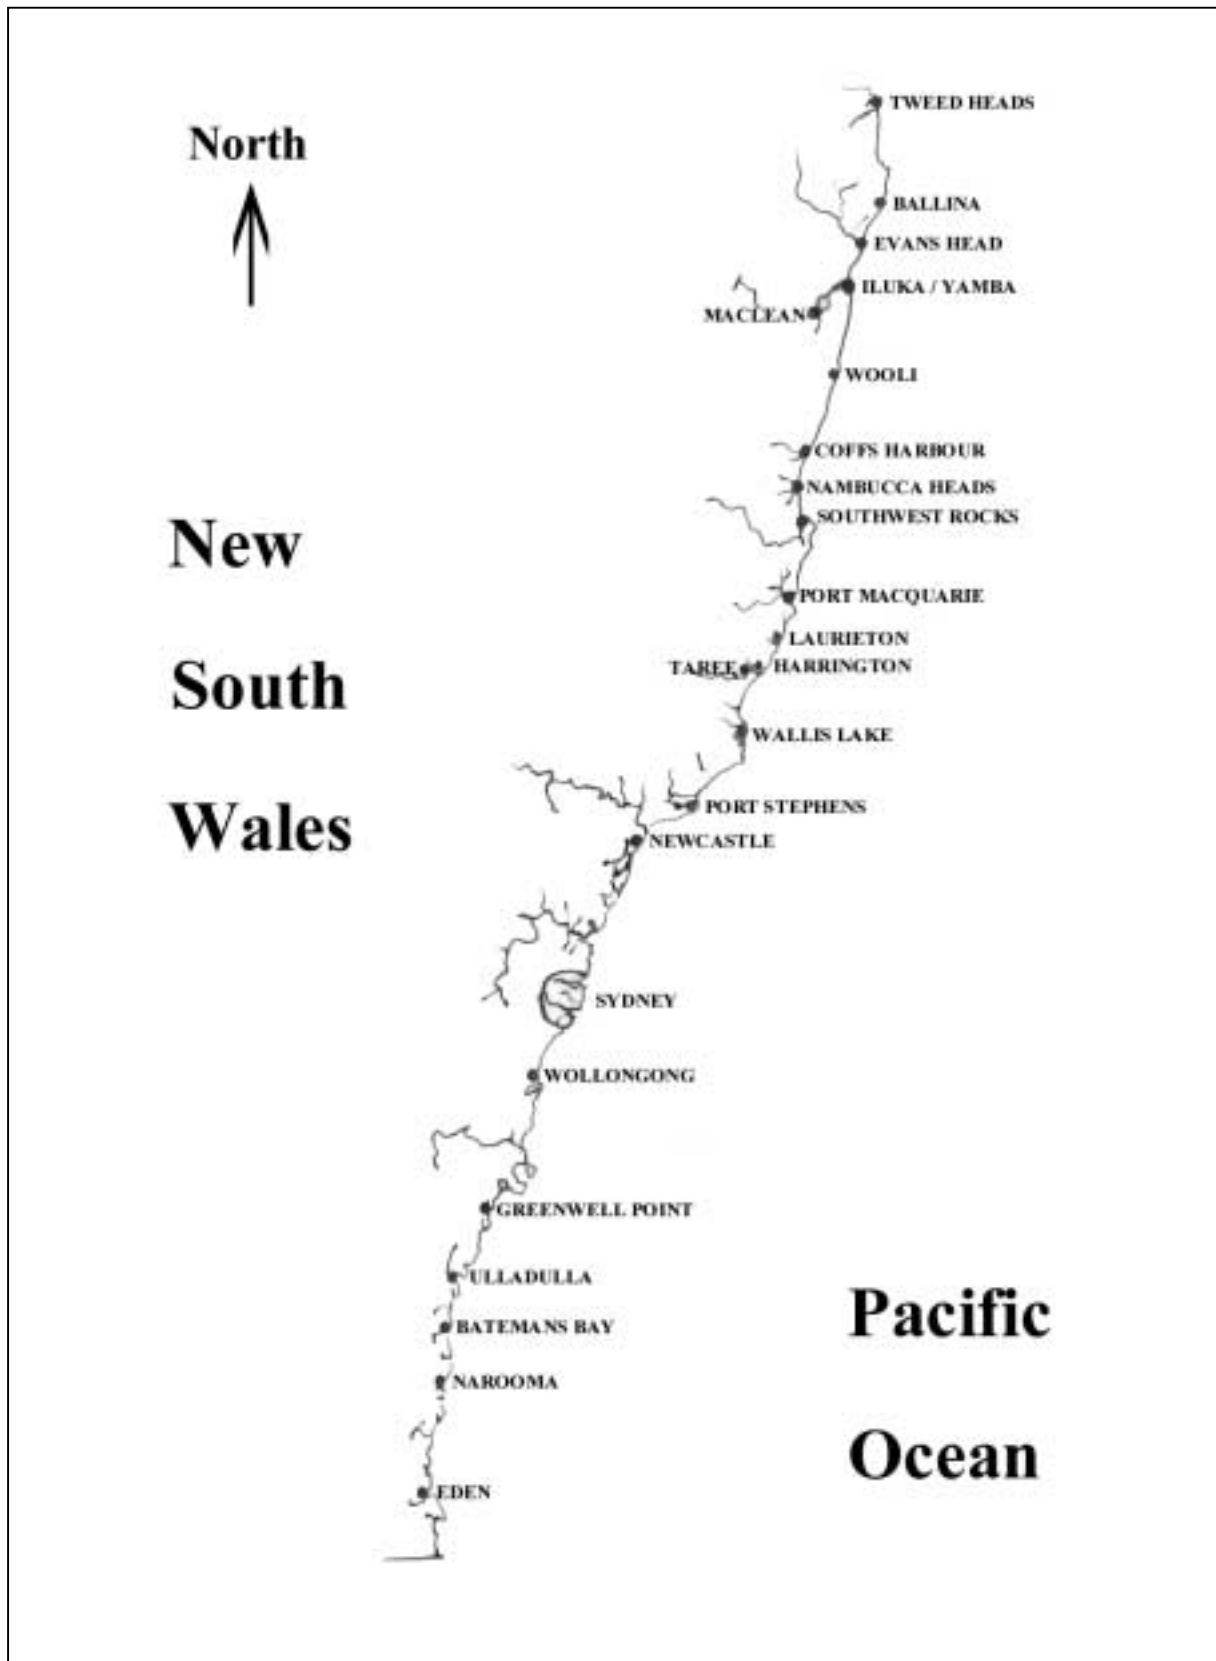 TWEED HEADS
North
BALLINA
EVANS HEAD
ILUKA / YAMBA
MACLEAN
WOOLI
COFFS HARBOUR
NAMBUCCA HEADS
SOUTHWEST ROCKS
New
PORT MACQUARIE
LAURIETON
TAREE HARRINGTON
South
WALLIS LAKE
PORT STEPHENS
Wales
NEWCASTLE
SYDNEY
WOLLONGONG
GREENWELL POINT
ULLADULLA
Pacific
BATEMANS BAY
NAROOMA
Ocean
EDEN